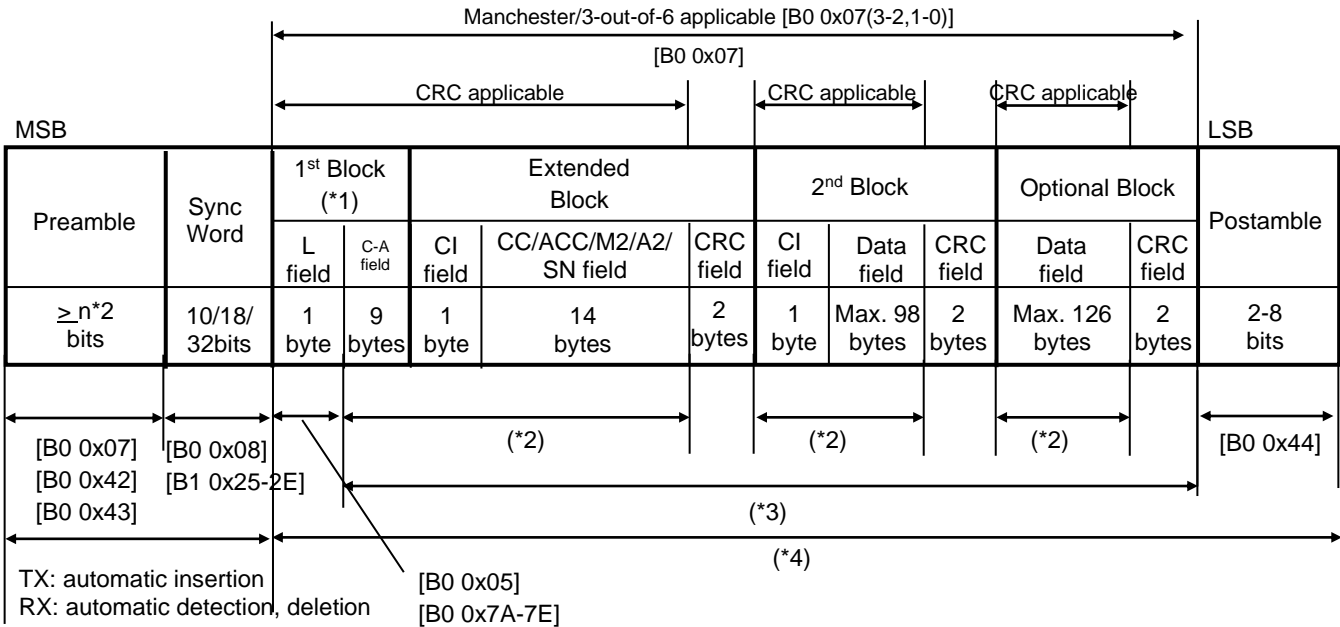 Manchester/3-out-of-6 applicable [B0 0x07(3-2,1-0)]
[B0 0x07]
CRC applicable
CRC applicable
CRC applicable
MSB
LSB
Preamble
Sync
Word
1st Block
(*1)
Extended
Block
2nd Block
Optional Block
Postamble
L
field
C-A
field
CI
field
CC/ACC/M2/A2/
SN field
CRC
field
CI
field
Data
field
CRC
field
Data
field
CRC
field
≥ n*2
bits
10/18/
32bits
1
byte
9
bytes
1
byte
14
bytes
2
bytes
1
byte
Max. 98
bytes
2
bytes
Max. 126
bytes
2
bytes
2-8
bits
[B0 0x07]
[B0 0x42]
[B0 0x43]
[B0 0x08]
[B1 0x25-2E]
(*2)
(*2)
(*2)
[B0 0x44]
(*3)
(*4)
TX: automatic insertion
RX: automatic detection, deletion
[B0 0x05]
[B0 0x7A-7E]